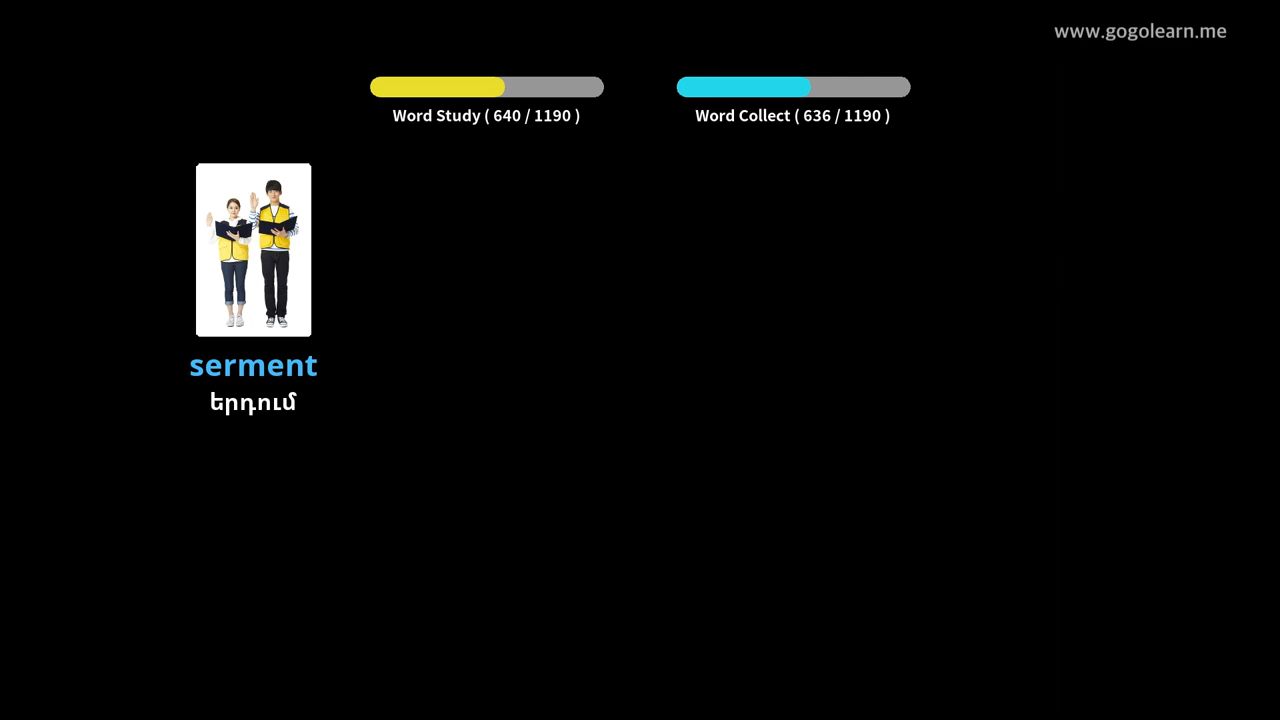 www.gogolearn.me
Word Study ( 640 / 1190 )
Word Collect ( 636 / 1190 )
serment
երդում